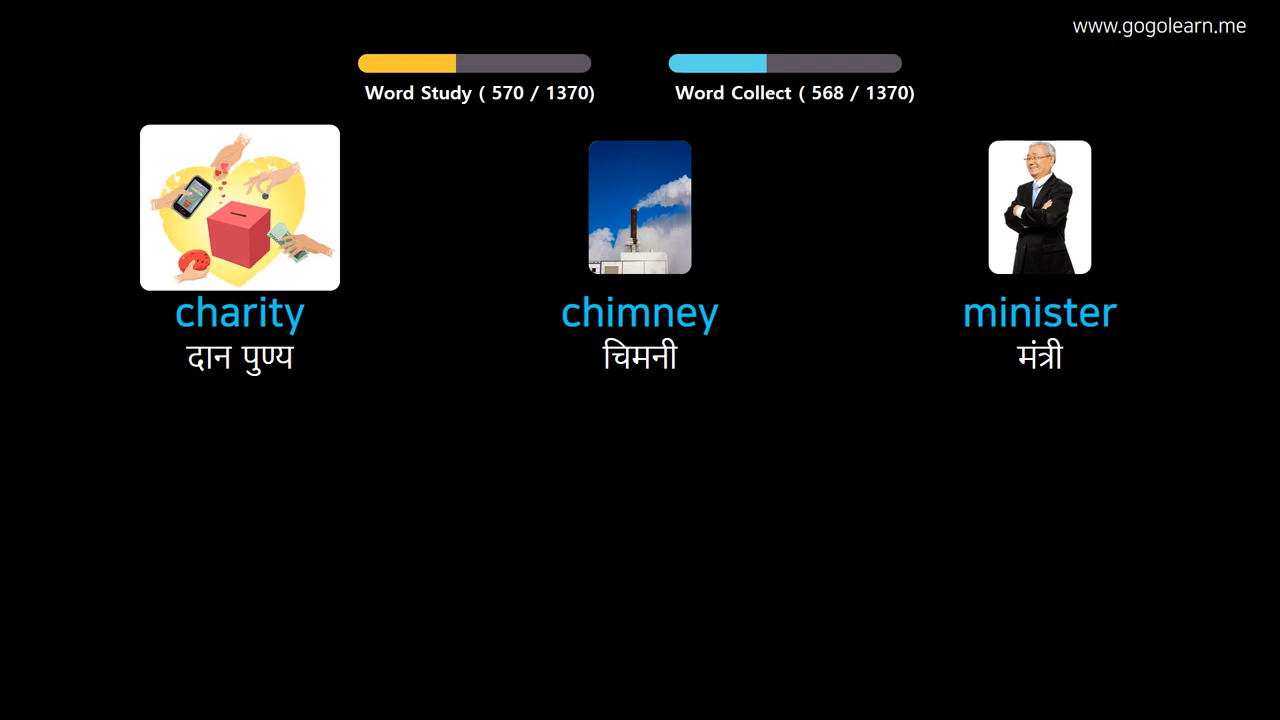 www.gogolearn.me
Word Study ( 570 / 1370)
Word Collect ( 568 / 1370)
charity
chimney
minister
दान पुण्य
चिमनी
मंत्री